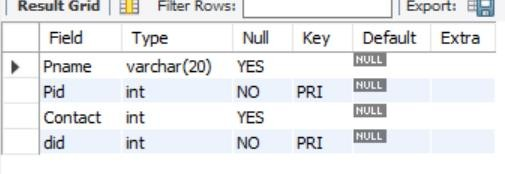 Result Grid Filter Rows: Export:
Field Type Null Key Default Extra
Pname varchar(20) YES NULL
Pid int NO PRI NULL
Contact int YES NULL
did int NO PRI NULL